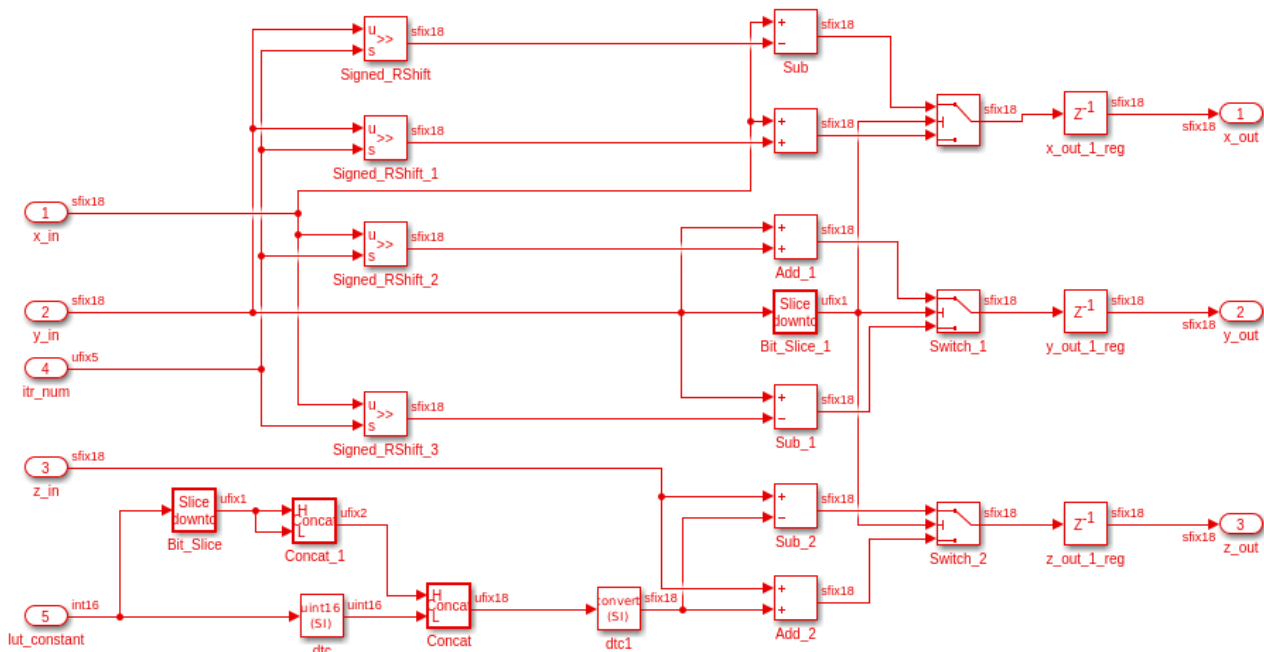 u
s
>>
sfix18
Signed_RShift
+
−
sfix18
Sub
u
s
>>
sfix18
Signed_RShift_1
+
+
sfix18
sfix18
Z-1
sfix18
x_out_1_reg
sfix18
1
x_out
sfix18
1
x_in
u
s
>>
sfix18
Signed_RShift_2
+
+
sfix18
Add_1
sfix18
2
y_in
Slice
downto
ufix1
Bit_Slice_1
sfix18
Switch_1
Z-1
sfix18
y_out_1_reg
sfix18
2
y_out
ufix5
4
itr_num
u
s
>>
sfix18
Signed_RShift_3
+
−
sfix18
Sub_1
sfix18
3
z_in
Slice
downto
ufix1
Bit_Slice
H
L
Concat
ufix2
Concat_1
+
−
sfix18
Sub_2
sfix18
Switch_2
Z-1
sfix18
z_out_1_reg
sfix18
3
z_out
int16
5
lut_constant
uint16
(SI)
uint16
dtc
H
L
Concat
ufix18
Concat
convert
(SI)
sfix18
dtc1
+
+
sfix18
Add_2